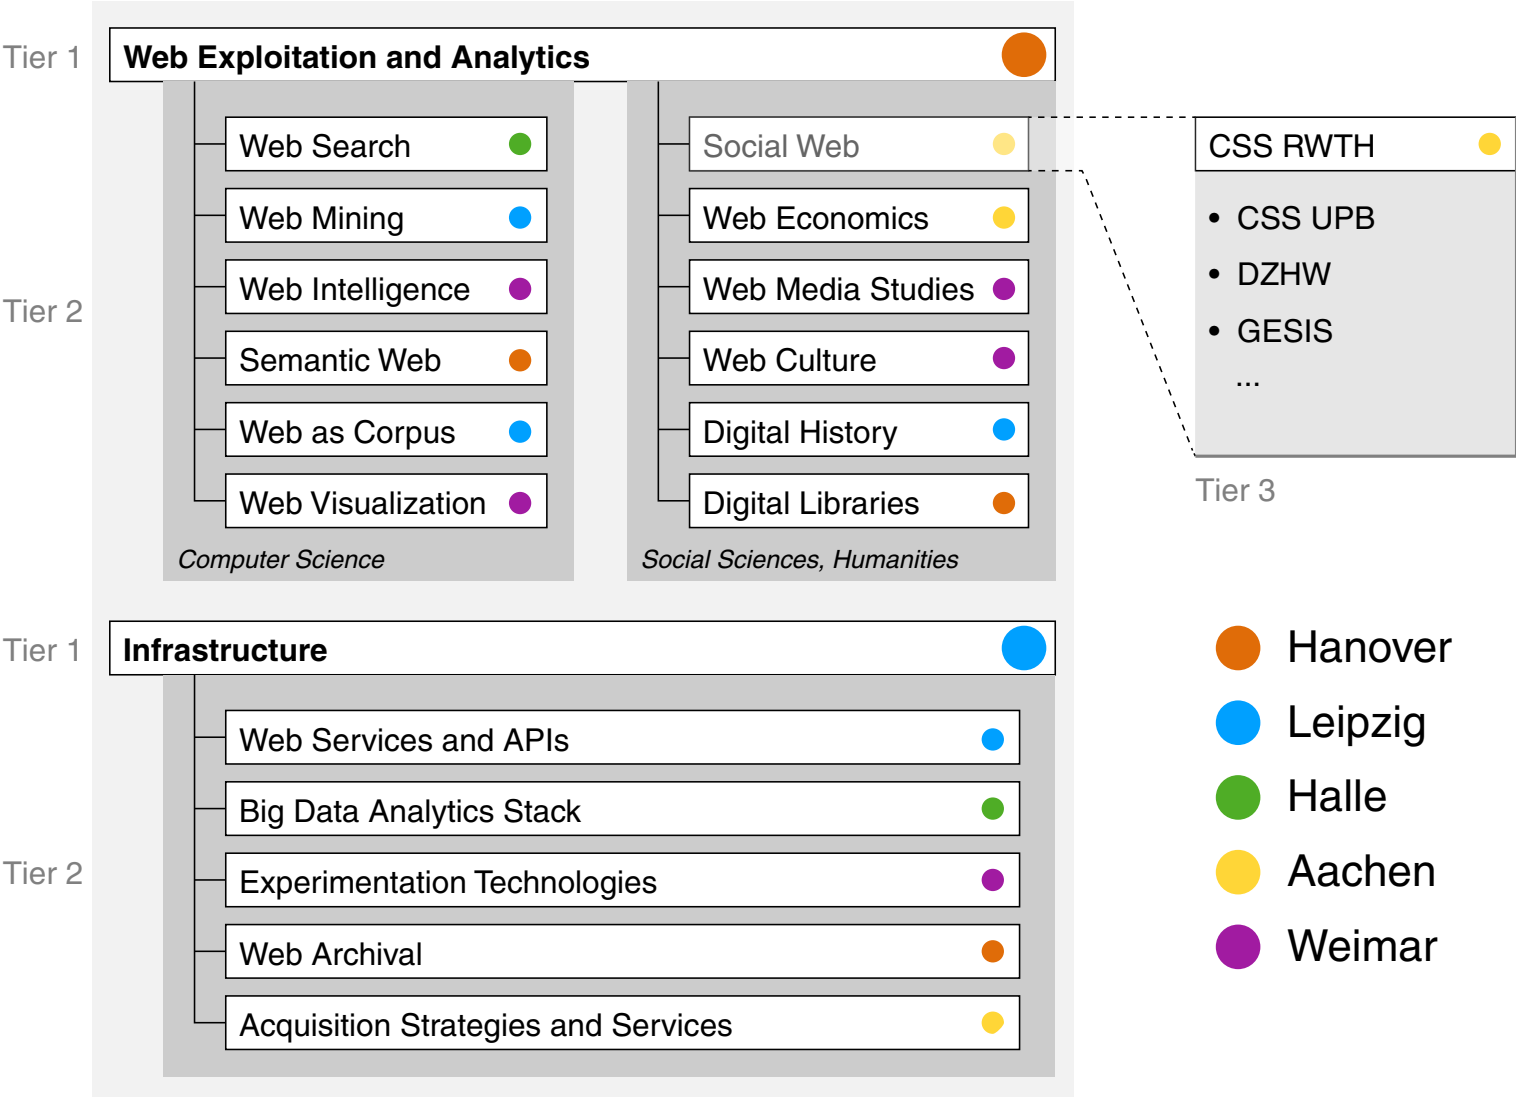 Tier 1
Web Exploitation and Analytics
Tier 2
Web Search
Web Mining
Web Intelligence
Semantic Web
Web as Corpus
Web Visualization
Computer Science
Social Web
Web Economics
Web Media Studies
Web Culture
Digital History
Digital Libraries
Social Sciences, Humanities
CSS RWTH
• CSS UPB
• DZHW
• GESIS
...
Tier 3
Tier 1
Infrastructure
Tier 2
Web Services and APIs
Big Data Analytics Stack
Experimentation Technologies
Web Archival
Acquisition Strategies and Services
Hanover
Leipzig
Halle
Aachen
Weimar